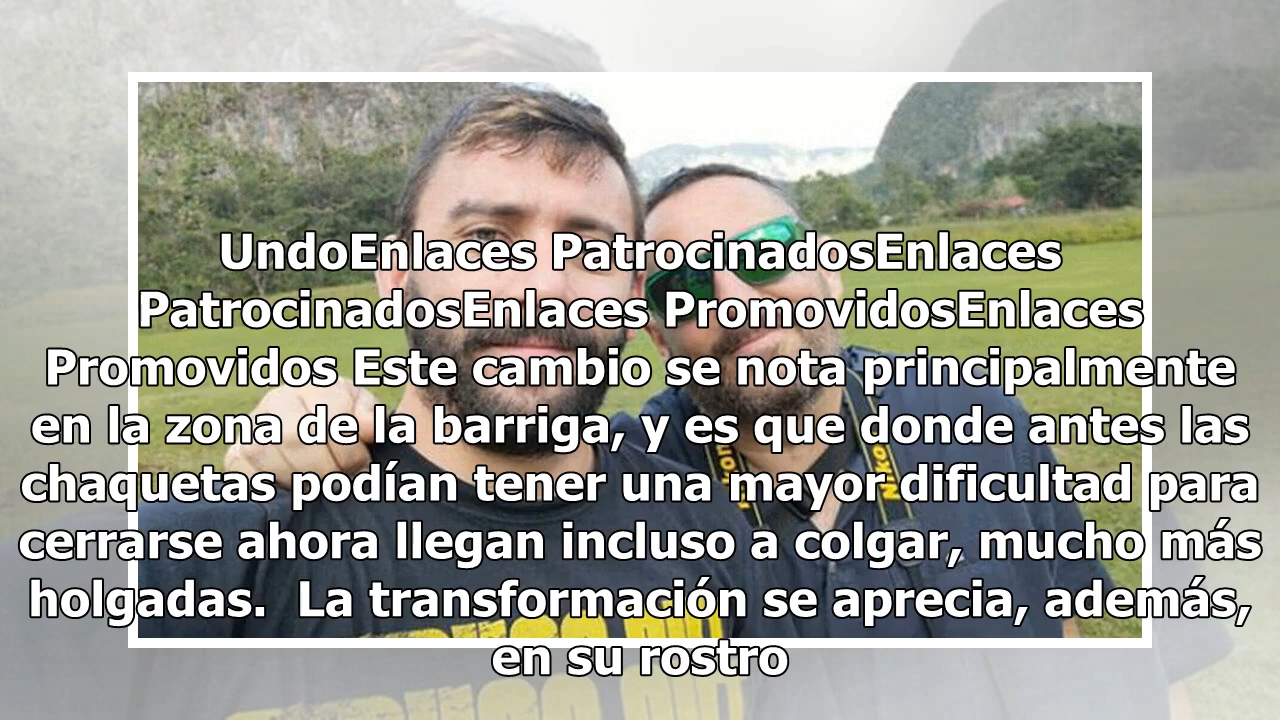 UndoEnlaces PatrocinadosEnlaces
PatrocinadosEnlaces PromovidosEnlaces
Promovidos Este cambio se nota principalmente
en la zona de la barriga, y es que donde antes las
chaquetas podían tener una mayor dificultad para
cerrarse ahora llegan incluso a colgar, mucho más
holgadas.  La transformación se aprecia, además,
en su rostro
Nikon